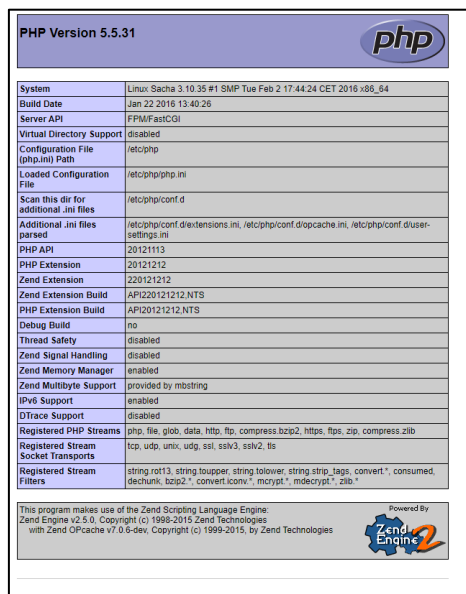 PHP Version 5.5.31
php
System Linux Sacha 3.10.35 #1 SMP Tue Feb 2 17:44:24 CET 2016 x86_64
Build Date Jan 22 2016 13:40:26
Server API FPM/FastCGI
Virtual Directory Support disabled
Configuration File
(php.ini) Path
/etc/php
Loaded Configuration
File
/etc/php/php.ini
Scan this dir for
additional .ini files
/etc/php/conf.d
Additional .ini files
parsed
/etc/php/conf.d/extensions.ini, /etc/php/conf.d/opcache.ini, /etc/php/conf.d/user-
settings.ini
PHP API 20121113
PHP Extension 20121212
Zend Extension 220121212
Zend Extension Build API220121212,NTS
PHP Extension Build API20121212,NTS
Debug Build no
Thread Safety disabled
Zend Signal Handling disabled
Zend Memory Manager enabled
Zend Multibyte Support provided by mbstring
IPv6 Support enabled
DTrace Support disabled
Registered PHP Streams php, file, glob, data, http, ftp, compress.bzip2, https, ftps, zip, compress.zlib
Registered Stream
Socket Transports
tcp, udp, unix, udg, ssl, sslv3, sslv2, tls
Registered Stream
Filters
string.rot13, string.toupper, string.tolower, string.strip_tags, convert.*, consumed,
dechunk, bzip2.*, convert.iconv.*, mcrypt.*, mdecrypt.*, zlib.*
This program makes use of the Zend Scripting Language Engine:
Zend Engine v2.5.0, Copyright (c) 1998-2015 Zend Technologies
with Zend OPcache v7.0.6-dev, Copyright (c) 1999-2015, by Zend Technologies
Powered By
Zend
Engine 2